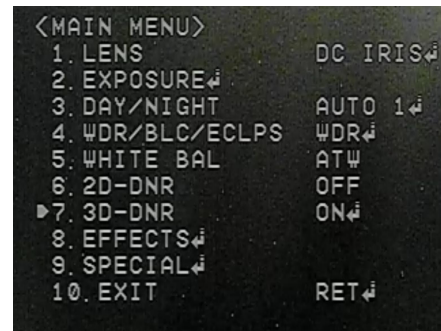 <MAIN MENU>
1. LENS DC IRIS↲
2. EXPOSURE↲
3. DAY/NIGHT AUTO 1↲
4. WDR/BLC/ECLPS WDR↲
5. WHITE BAL ATW
6. 2D-DNR OFF
▶7. 3D-DNR ON↲
8. EFFECTS↲
9. SPECIAL↲
10. EXIT RET↲